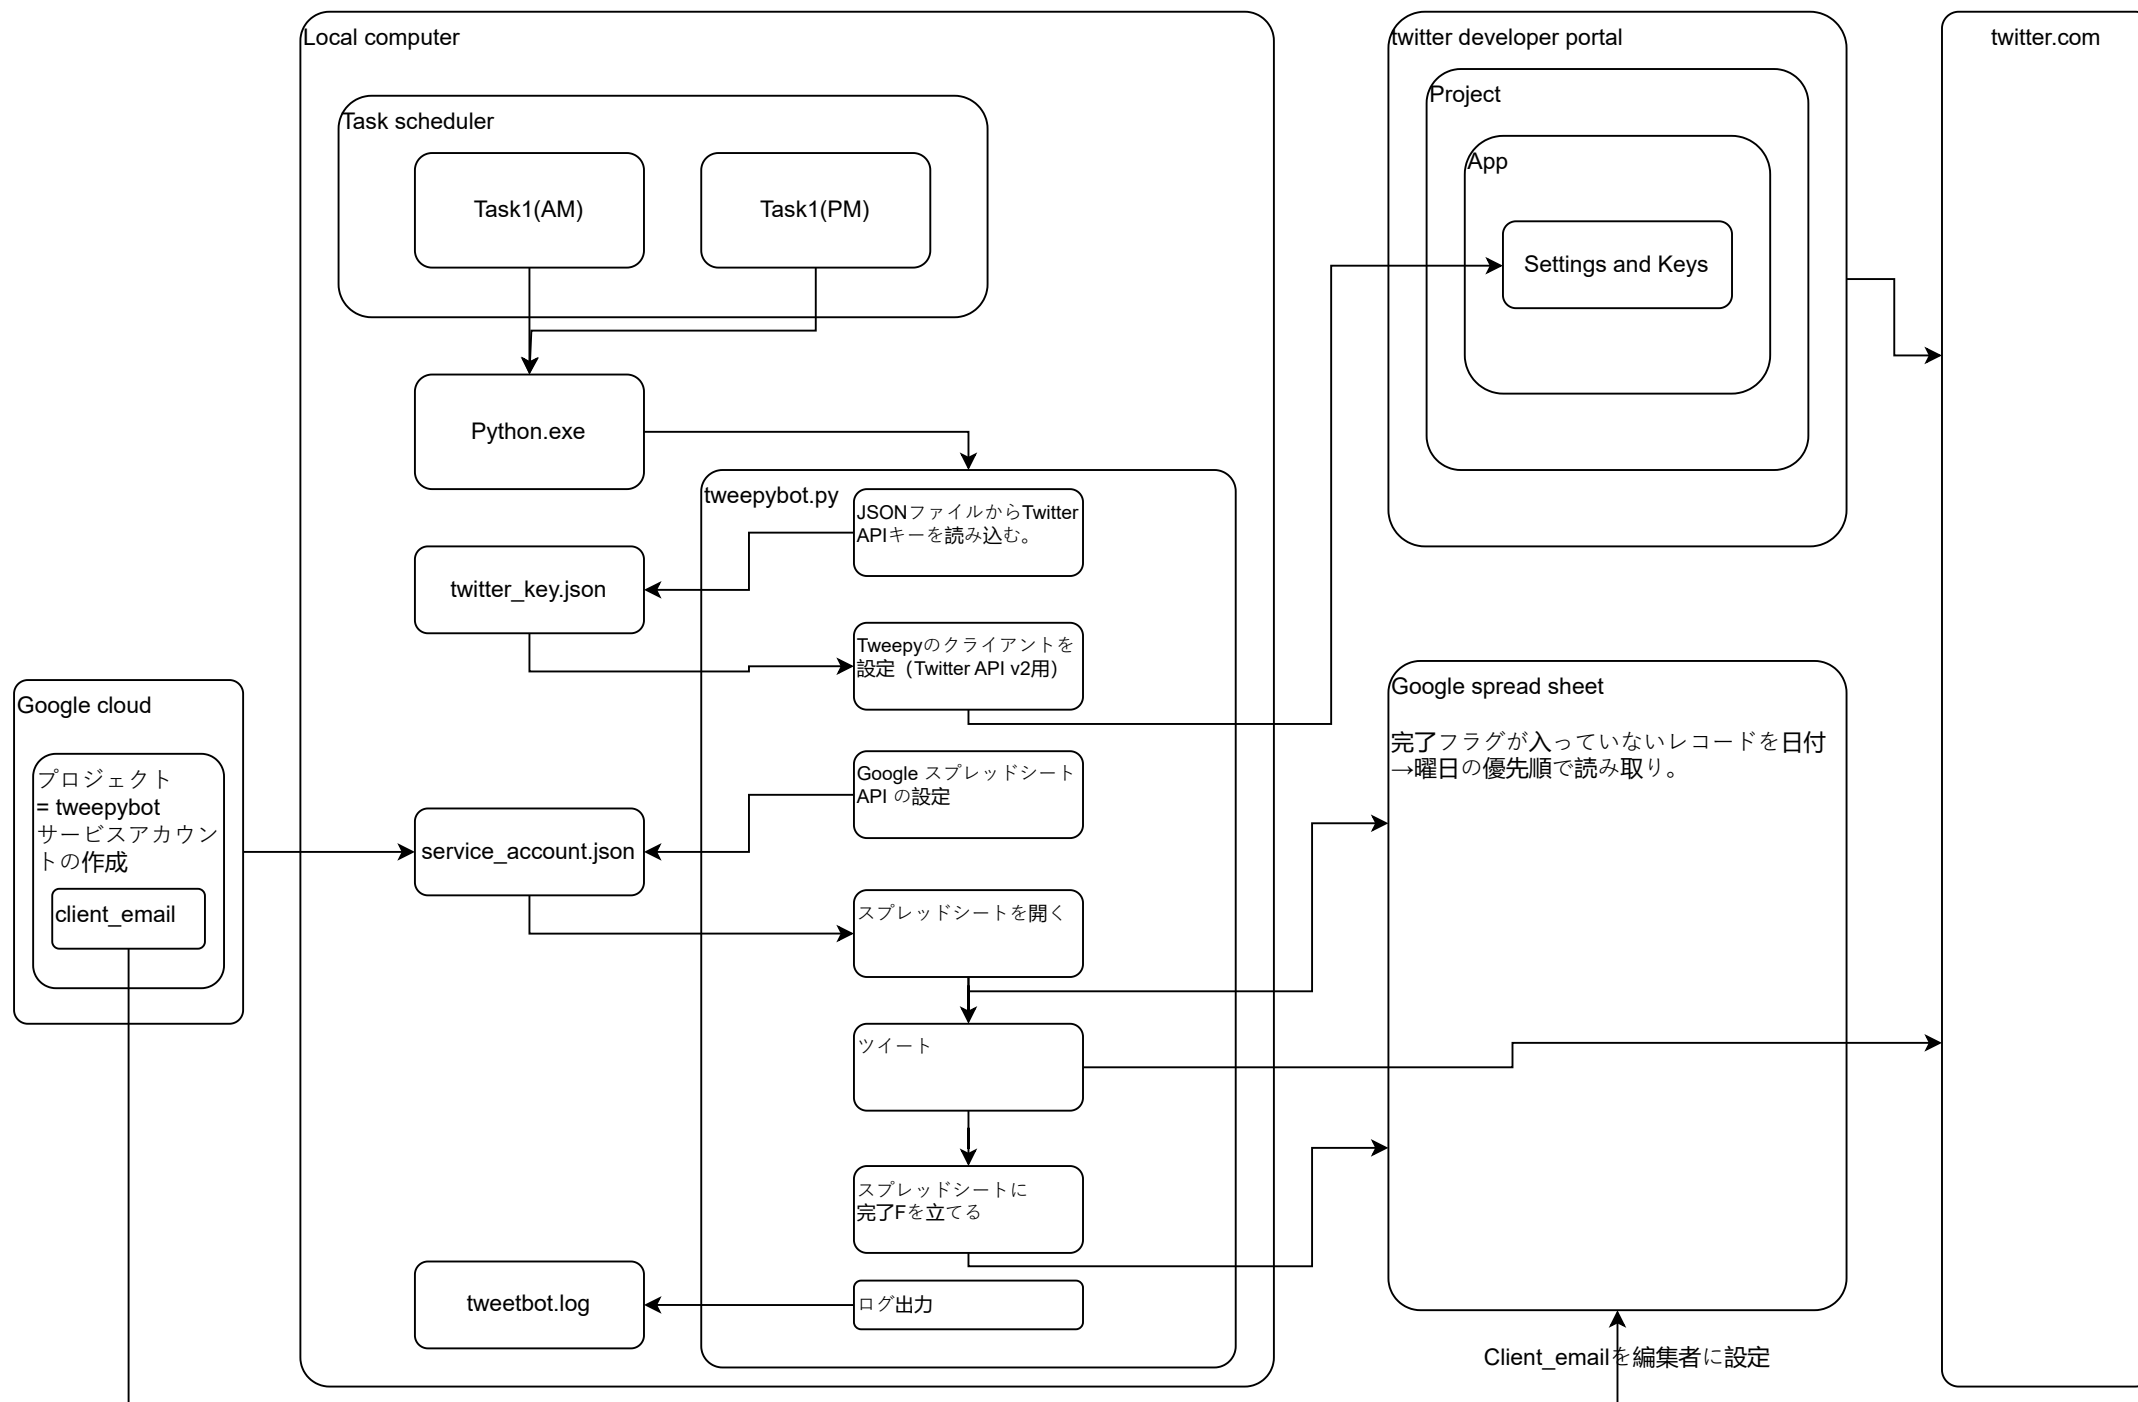 Local computer
Task scheduler
Task1(AM)
Task1(PM)
Python.exe
tweepybot.py
JSONファイルからTwitter
APIキーを読み込む。
twitter_key.json
Tweepyのクライアントを
設定（Twitter API v2用）
Google スプレッドシート
API の設定
service_account.json
スプレッドシートを開く
ツイート
スプレッドシートに
完了Fを立てる
tweetbot.log
ログ出力
Google cloud
プロジェクト
= tweepybot
サービスアカウン
トの作成
client_email
twitter developer portal
Project
App
Settings and Keys
Google spread sheet
完了フラグが入っていないレコードを日付
→曜日の優先順で読み取り。
Client_emailを編集者に設定
twitter.com